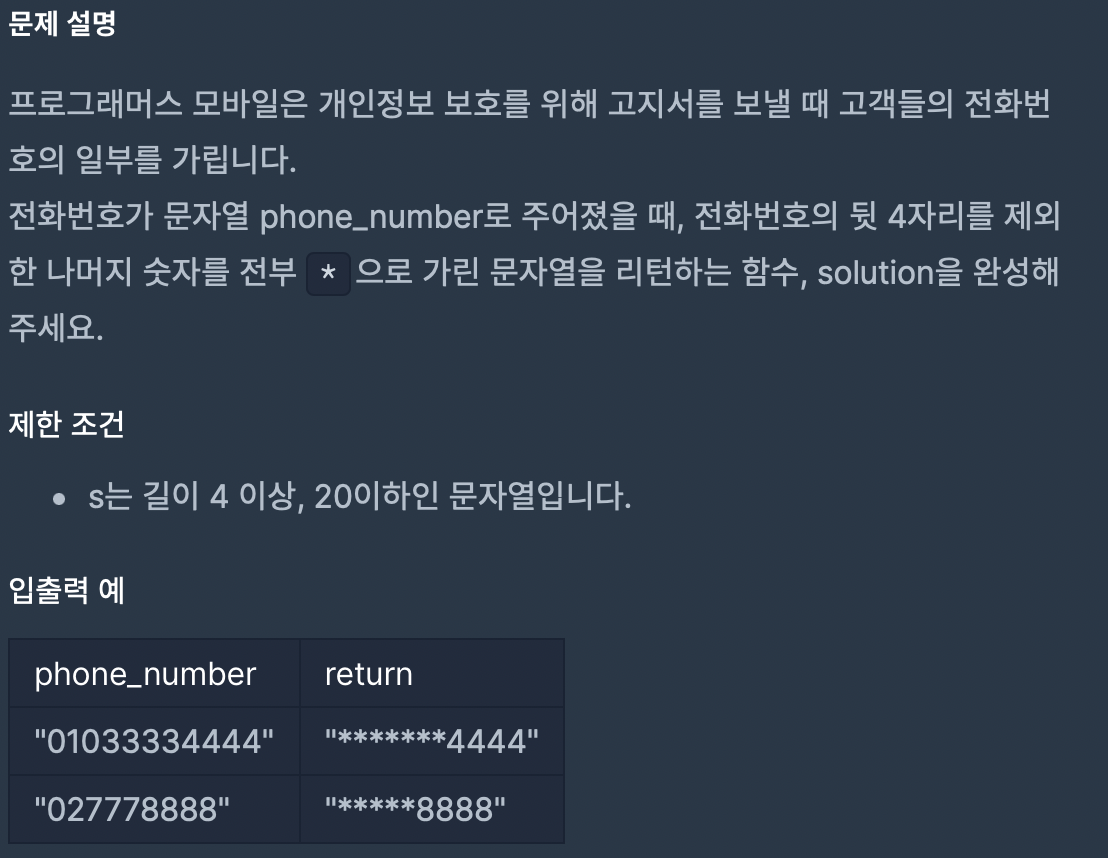 문제 설명
프로그래머스 모바일은 개인정보 보호를 위해 고지서를 보낼 때 고객들의 전화번
호의 일부를 가립니다.
전화번호가 문자열 phone_number로 주어졌을 때, 전화번호의 뒷 4자리를 제외
한 나머지 숫자를 전부 * 으로 가린 문자열을 리턴하는 함수, solution을 완성해
주세요.
제한 조건
• s는 길이 4 이상, 20이하인 문자열입니다.
입출력 예
phone_number return
"01033334444" "*******4444"
"027778888" "*****8888"